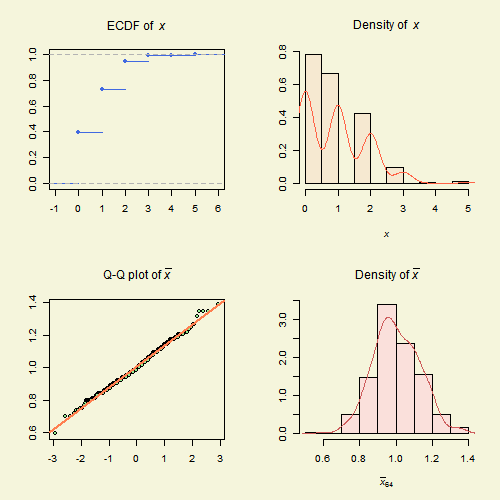 ECDF of x
1.0
0.8
0.6
0.4
0.2
0.0
-1 0 1 2 3 4 5 6
Density of x
0.8
0.6
0.4
0.2
0.0
0 1 2 3 4 5
x
Q-Q plot of x̅
1.4
1.2
1.0
0.8
0.6
-3 -2 -1 0 1 2 3
Density of x̅
3.0
2.0
1.0
0.0
0.6 0.8 1.0 1.2 1.4
x̅64